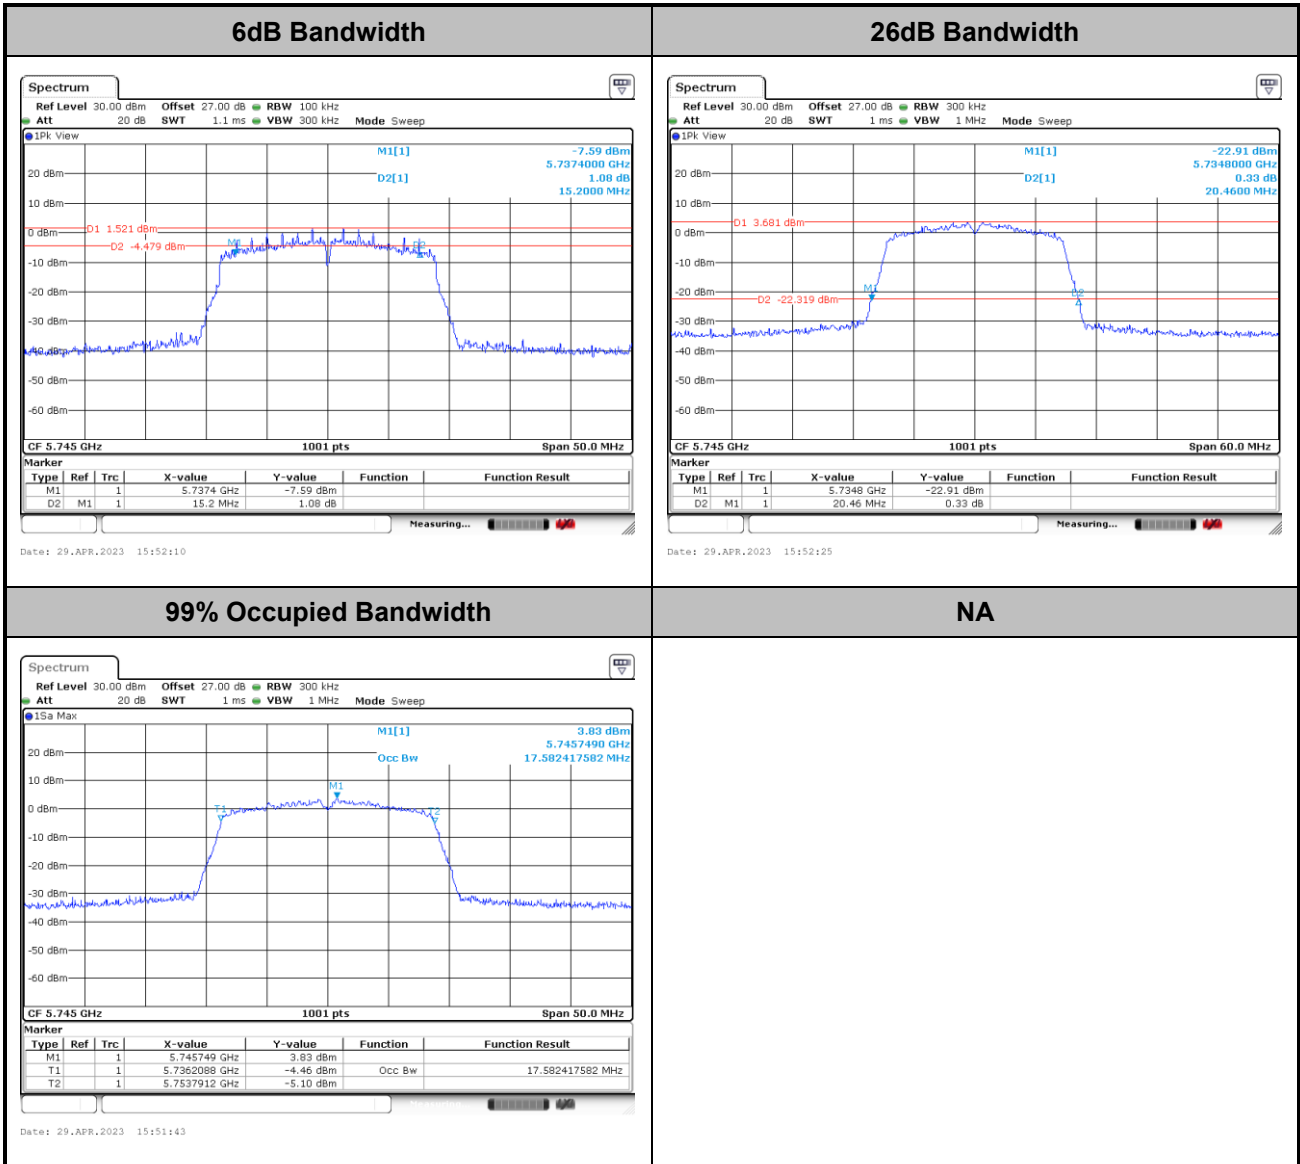 6dB Bandwidth
26dB Bandwidth
Spectrum
Ref Level 30.00 dBm Offset 27.00 dB RBW 100 kHz
Att 20 dB SWT 1.1 ms VBW 300 kHz Mode Sweep
1Pk View
M1[1] -7.59 dBm
5.7374000 GHz
D2[1] 1.08 dB
15.2000 MHz
20 dBm
10 dBm
0 dBm
D1 1.521 dBm
D2 -4.479 dBm
M1
D2
-10 dBm
-20 dBm
-30 dBm
-40 dBm
-50 dBm
-60 dBm
CF 5.745 GHz 1001 pts Span 50.0 MHz
Marker
Type Ref Trc X-value Y-value Function Function Result
M1 1 5.7374 GHz -7.59 dBm
D2 M1 1 15.2 MHz 1.08 dB
Measuring...
Date: 29.APR.2023 15:52:10
Spectrum
Ref Level 30.00 dBm Offset 27.00 dB RBW 300 kHz
Att 20 dB SWT 1 ms VBW 1 MHz Mode Sweep
1Pk View
M1[1] -22.91 dBm
5.7348000 GHz
D2[1] 0.33 dB
20.4600 MHz
20 dBm
10 dBm
D1 3.681 dBm
0 dBm
-10 dBm
-20 dBm
M1
D2
D2 -22.319 dBm
-30 dBm
-40 dBm
-50 dBm
-60 dBm
CF 5.745 GHz 1001 pts Span 60.0 MHz
Marker
Type Ref Trc X-value Y-value Function Function Result
M1 1 5.7348 GHz -22.91 dBm
D2 M1 1 20.46 MHz 0.33 dB
Measuring...
Date: 29.APR.2023 15:52:25
99% Occupied Bandwidth
NA
Spectrum
Ref Level 30.00 dBm Offset 27.00 dB RBW 300 kHz
Att 20 dB SWT 1 ms VBW 1 MHz Mode Sweep
1Sa Max
M1[1] 3.83 dBm
5.7457490 GHz
Occ Bw 17.582417582 MHz
20 dBm
10 dBm
M1
0 dBm
T1
T2
-10 dBm
-20 dBm
-30 dBm
-40 dBm
-50 dBm
-60 dBm
CF 5.745 GHz 1001 pts Span 50.0 MHz
Marker
Type Ref Trc X-value Y-value Function Function Result
M1 1 5.745749 GHz 3.83 dBm
T1 1 5.7362088 GHz -4.46 dBm Occ Bw 17.582417582 MHz
T2 1 5.7537912 GHz -5.10 dBm
Date: 29.APR.2023 15:51:43